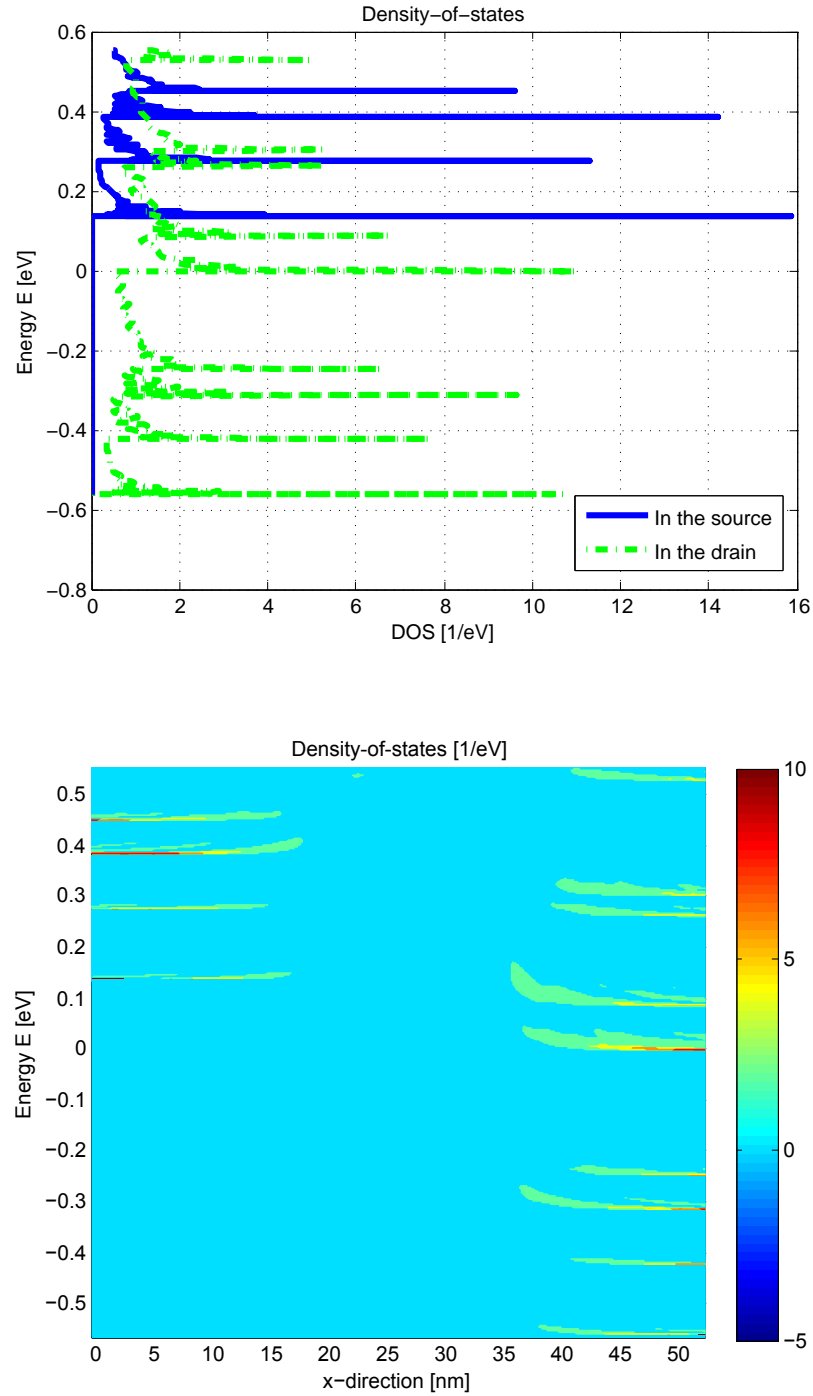 Density−of−states
0.6
0.4
0.2
0
−0.2
−0.4
−0.6
−0.8
Energy E [eV]
In the source
In the drain
0 2 4 6 8 10 12 14 16
DOS [1/eV]
Density-of-states [1/eV]
0.5
0.4
0.3
0.2
0.1
0
−0.1
−0.2
−0.3
−0.4
−0.5
Energy E [eV]
0 5 10 15 20 25 30 35 40 45 50
x−direction [nm]
10
5
0
−5